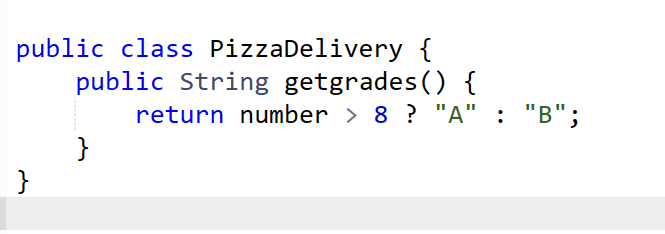 public class PizzaDelivery {
    public String getgrades() {
        return number > 8 ? "A" : "B";
    }
}